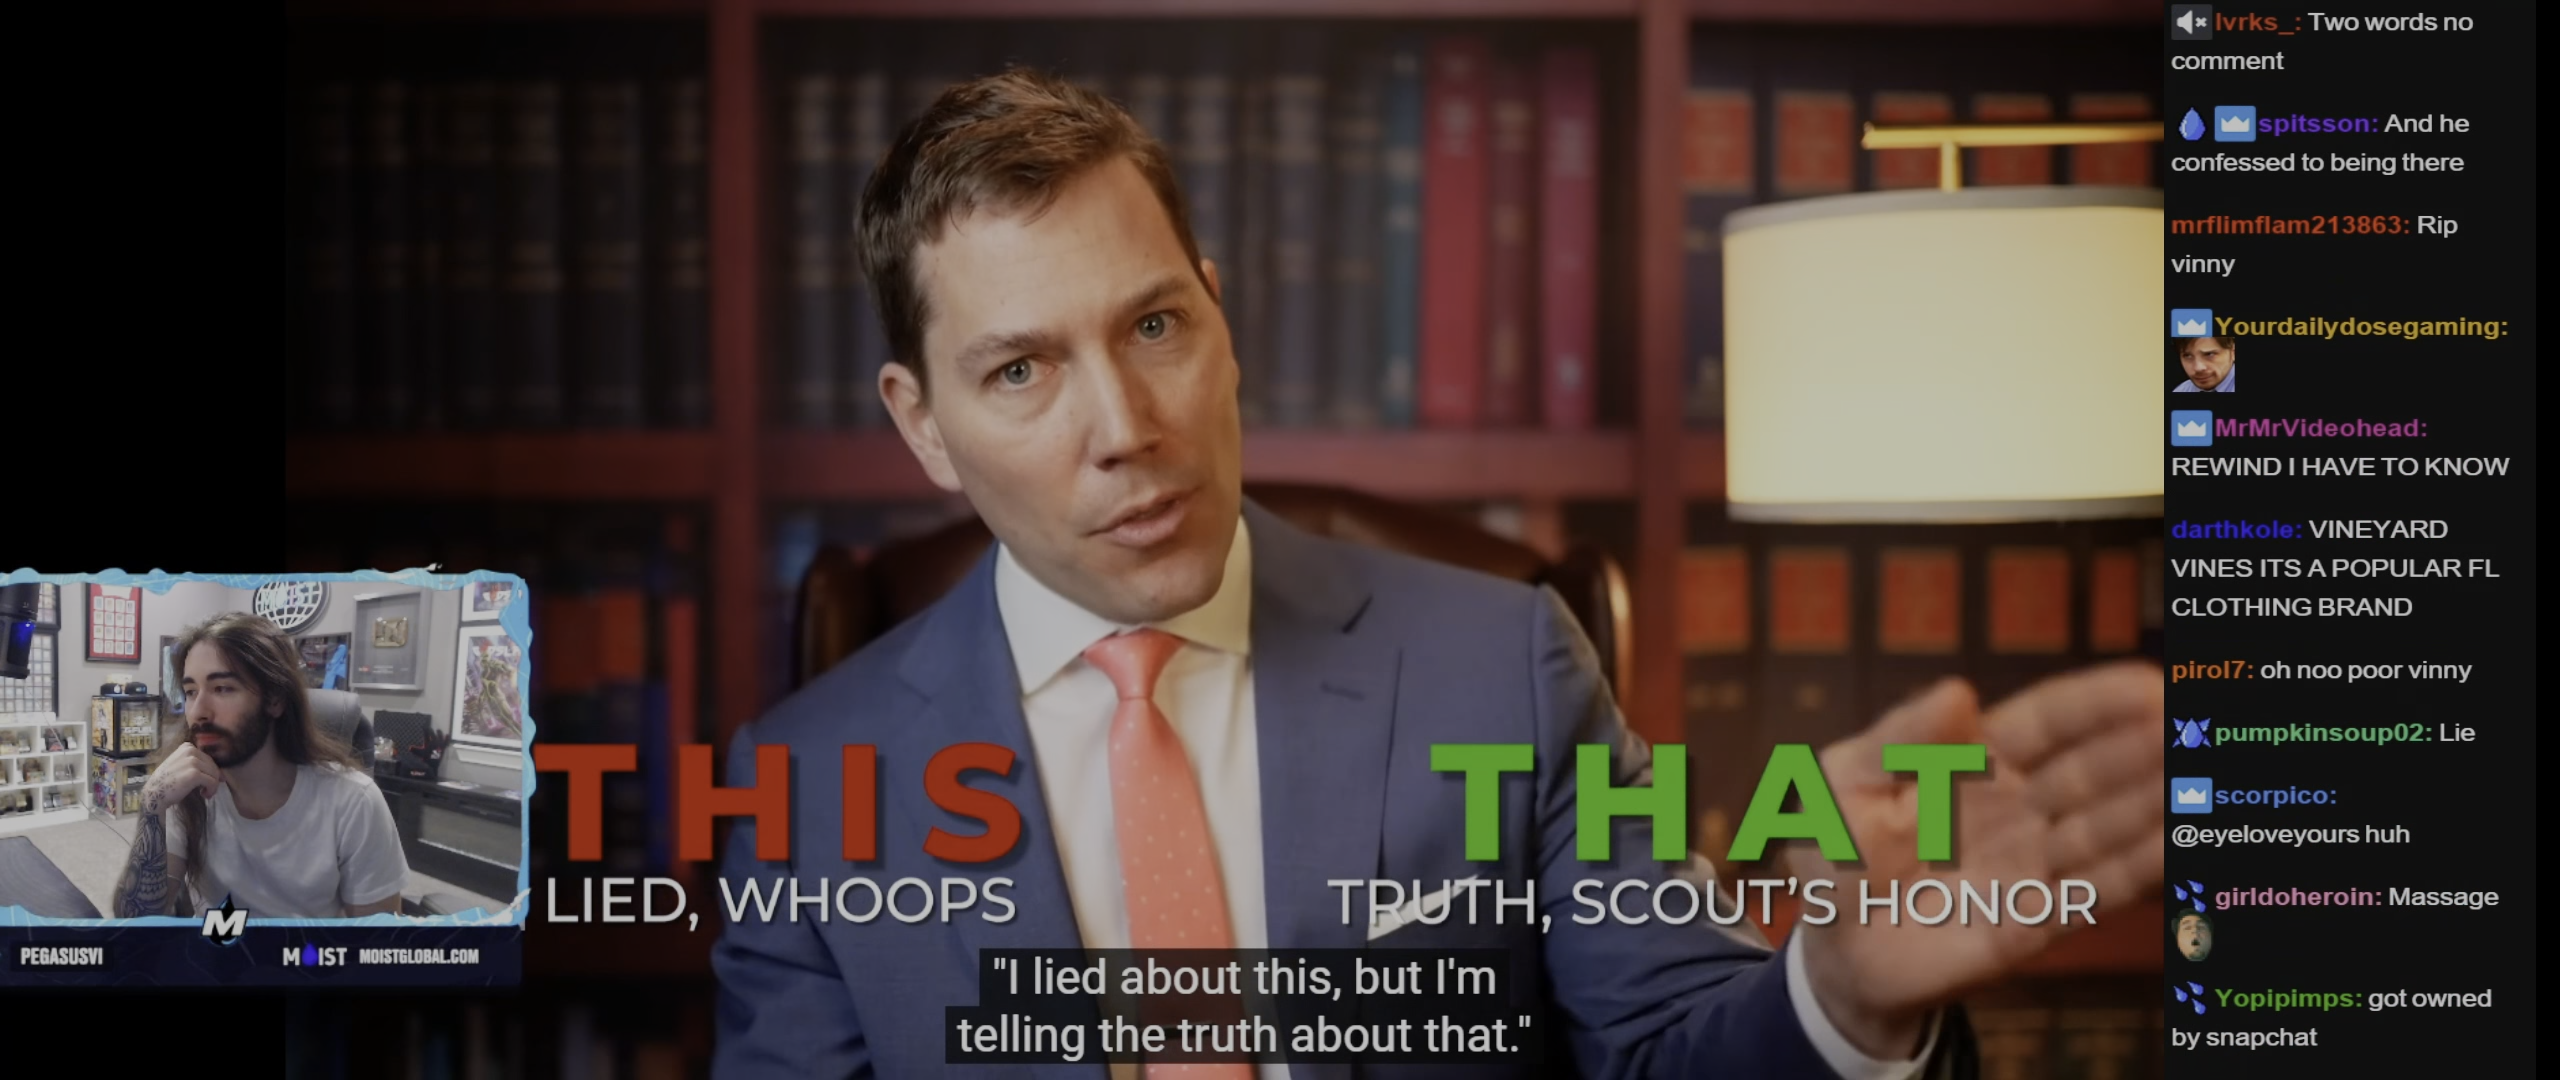 THIS
LIED, WHOOPS
THAT
TRUTH, SCOUT'S HONOR
"I lied about this, but I'm
telling the truth about that."
M
PEGASUSVI
MOIST MOISTGLOBAL.COM
lvrks_: Two words no
comment
spitsson: And he
confessed to being there
mrflimflam213863: Rip
vinny
Yourdailydosegaming:
MrMrVideohead:
REWIND I HAVE TO KNOW
darthkole: VINEYARD
VINES ITS A POPULAR FL
CLOTHING BRAND
pirol7: oh noo poor vinny
pumpkinsoup02: Lie
scorpico:
@eyeloveyours huh
girldoheroin: Massage
Yopipimps: got owned
by snapchat